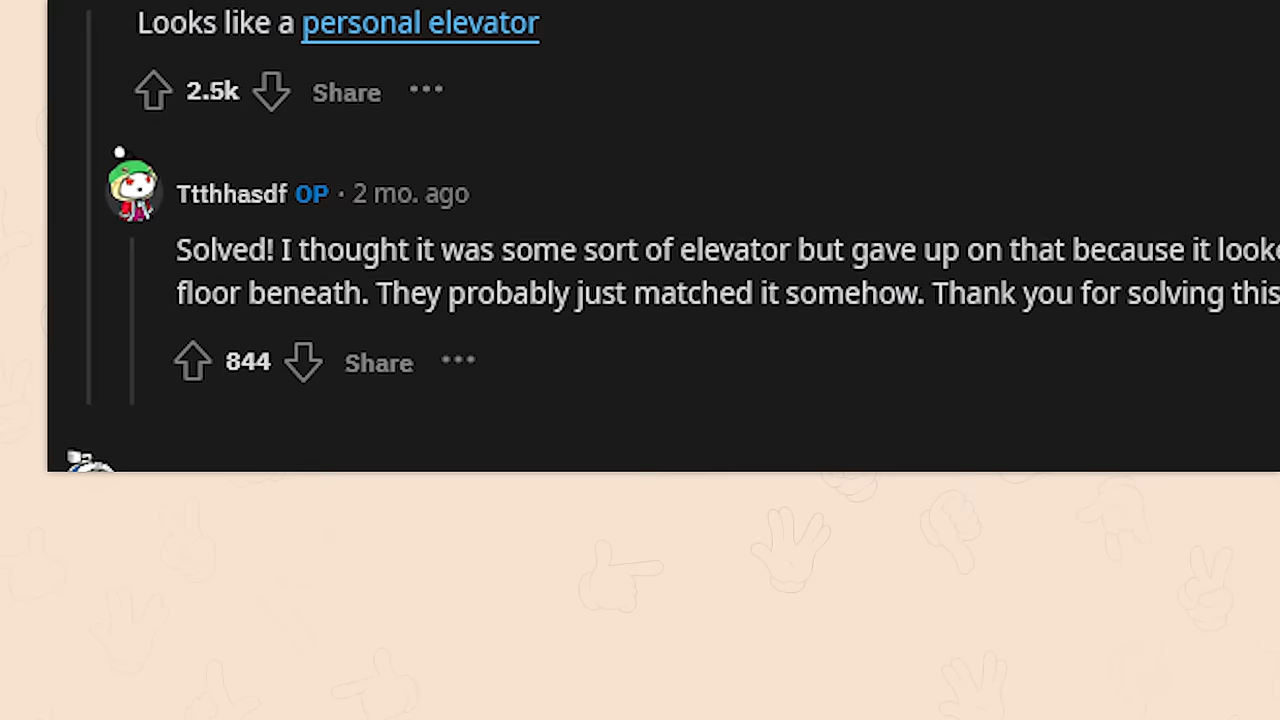 Looks like a personal elevator
2.5k Share
Ttthhasdf OP · 2 mo. ago
Solved! I thought it was some sort of elevator but gave up on that because it
floor beneath. They probably just matched it somehow. Thank you for solving this
844 Share